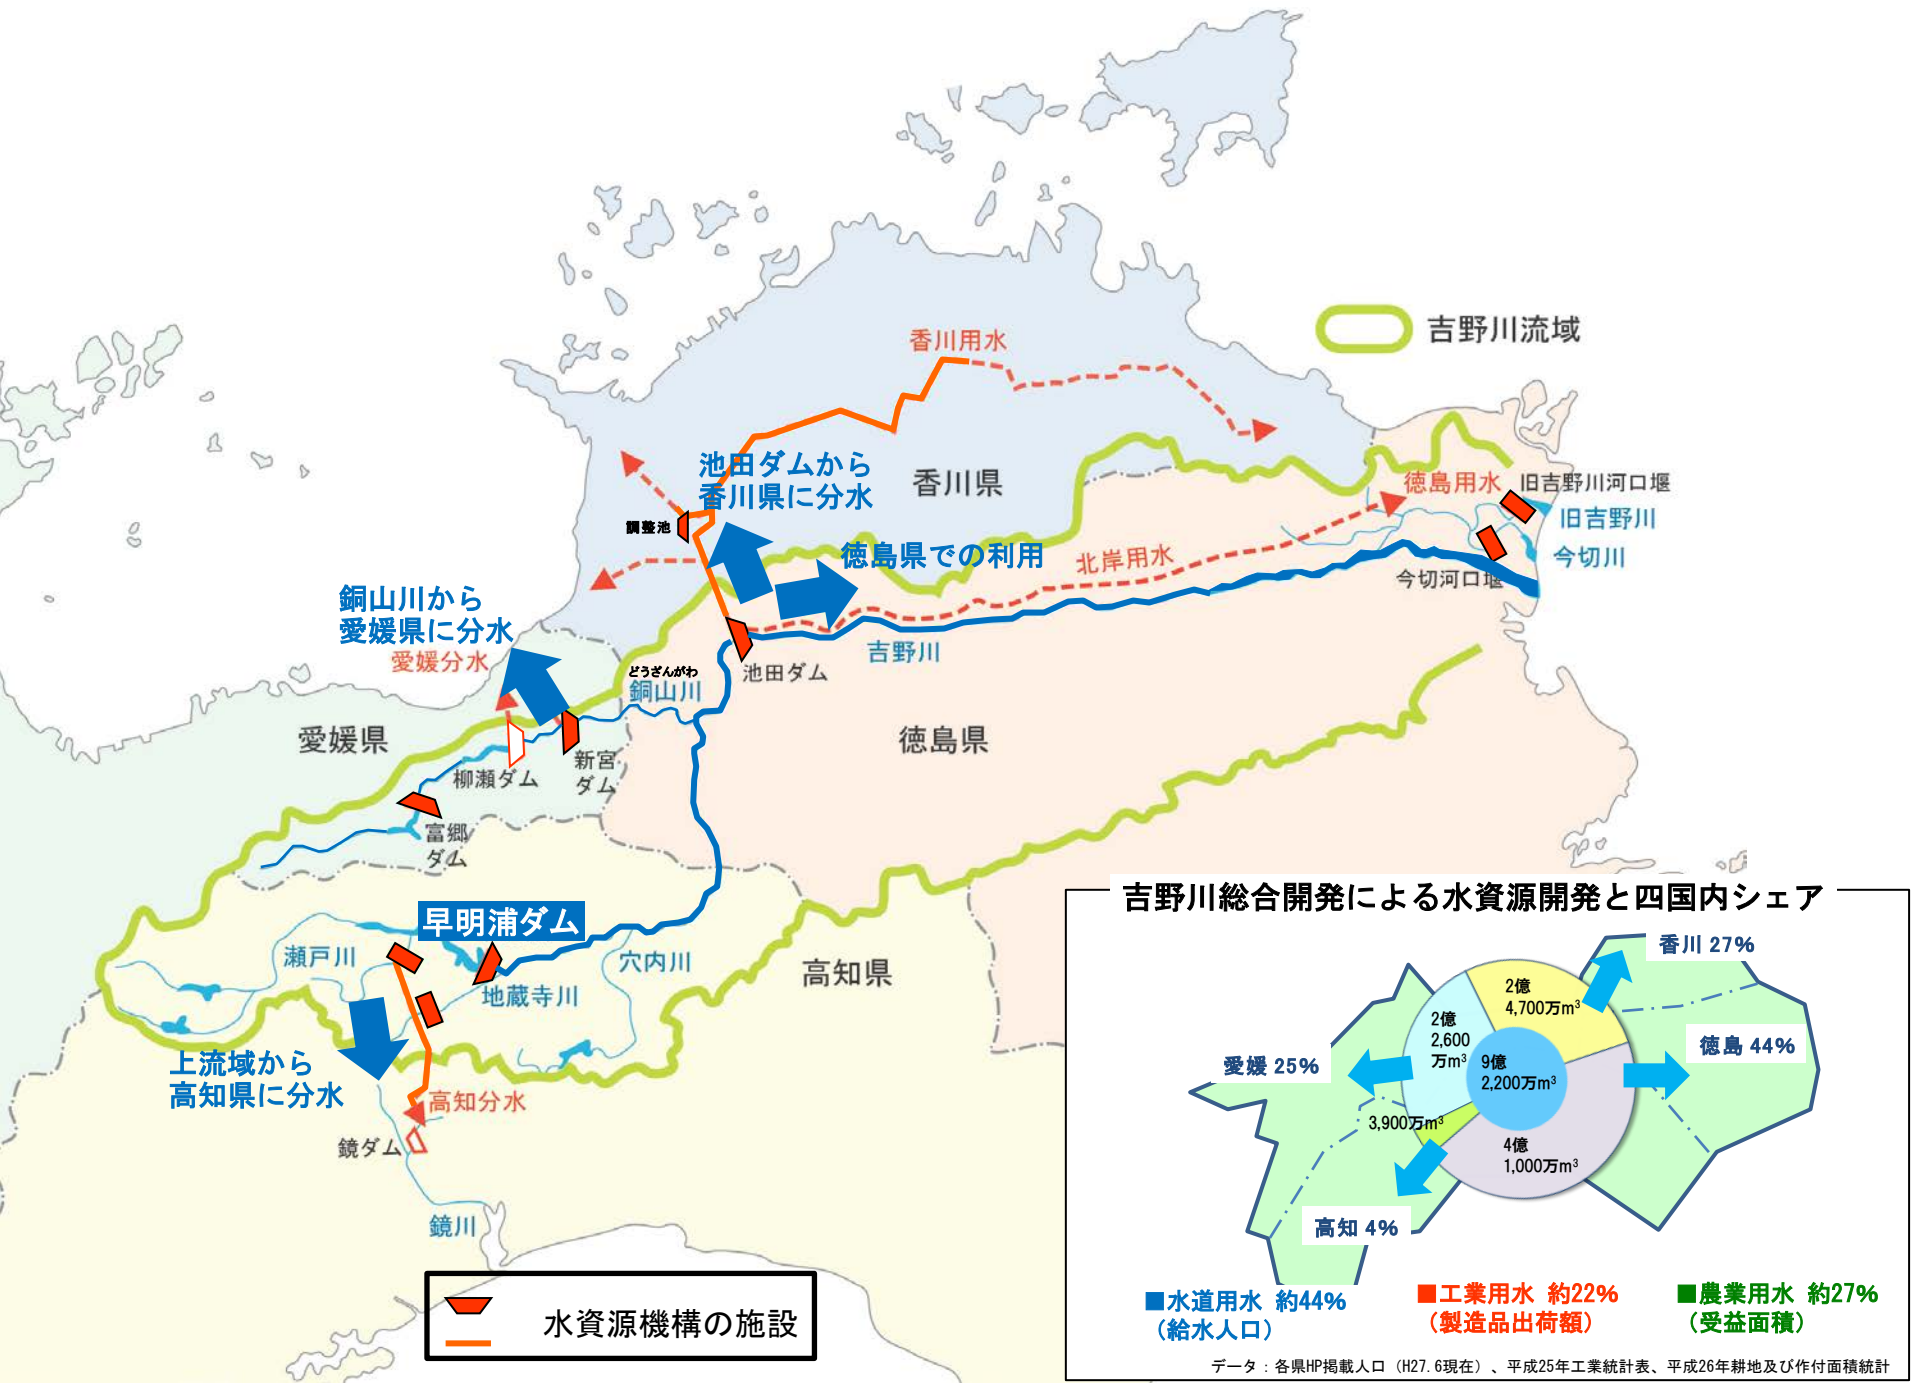 香川用水
吉野川流域
池田ダムから
香川県に分水
香川県
徳島用水
旧吉野川河口堰
旧吉野川
調整池
徳島県での利用
北岸用水
今切川
今切河口堰
銅山川から
愛媛県に分水
愛媛分水
吉野川
どうざんがわ
銅山川
池田ダム
愛媛県
徳島県
新宮
ダム
柳瀬ダム
富郷
ダム
早明浦ダム
瀬戸川
穴内川
高知県
地蔵寺川
上流域から
高知県に分水
高知分水
鏡ダム
鏡川
水資源機構の施設
吉野川総合開発による水資源開発と四国内シェア
香川 27%
2億
4,700万m³
2億
2,600
万m³
徳島 44%
愛媛 25%
9億
2,200万m³
3,900万m³
4億
1,000万m³
高知 4%
■水道用水 約44%
(給水人口)
■工業用水 約22%
(製造品出荷額)
■農業用水 約27%
(受益面積)
データ：各県HP掲載人口（H27.6現在）、平成25年工業統計表、平成26年耕地及び作付面積統計